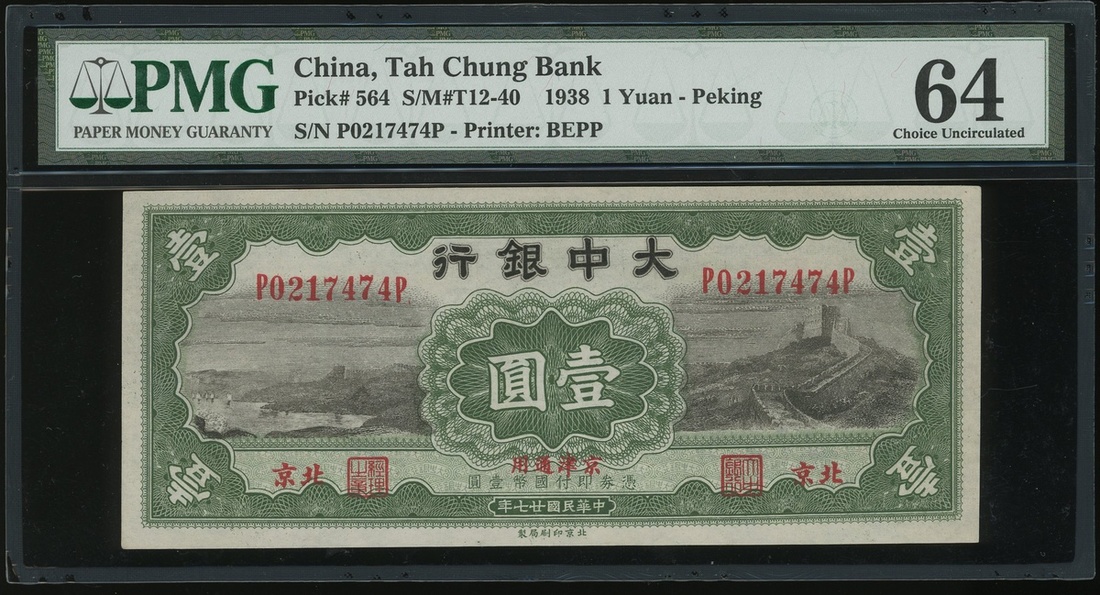 PMG
PAPER MONEY GUARANTY
China, Tah Chung Bank
Pick# 564 S/M#T12-40 1938 1 Yuan - Peking
S/N P0217474P - Printer: BEPP
64
Choice Uncirculated
壹
壹
大中銀行
P0217474P
P0217474P
壹圓
北京
北京
京津通用
憑券即付國幣壹圓
壹
壹
中華民國廿七年
北京印刷局製